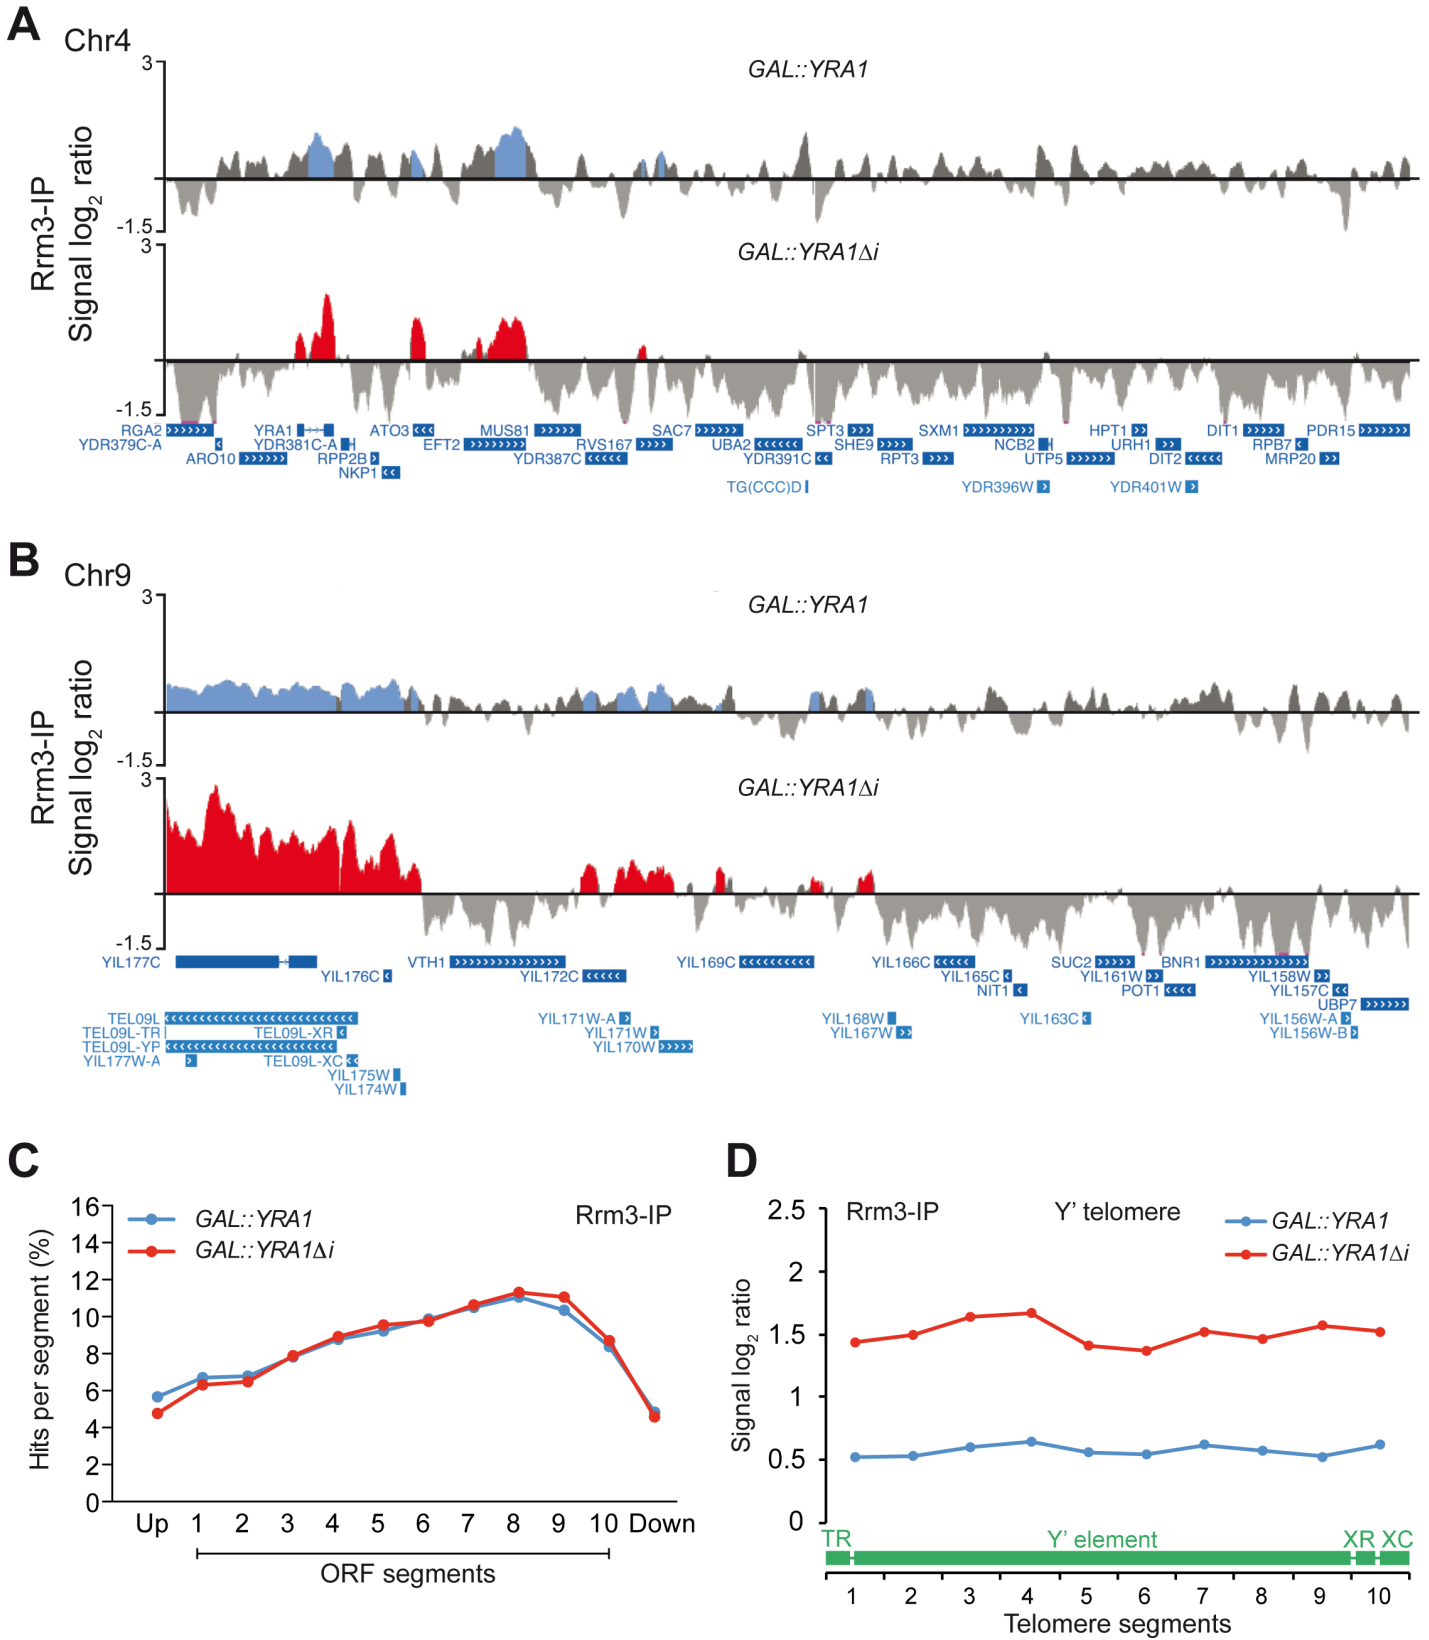 A
Chr4
3
GAL::YRA1
Rrm3-IP
Signal log2 ratio
-1.5
3
GAL::YRA1Δi
-1.5
RGA2 YRA1 ATO3 MUS81 SAC7 SPT3 SXM1 HPT1 DIT1 PDR15
YDR379C-A YDR381C-A EFT2 RVS167 UBA2 SHE9 NCB2 URH1 RPB7
ARO10 RPP2B YDR387C YDR391C RPT3 UTP5 DIT2 MRP20
NKP1
TG(CCC)D YDR396W YDR401W
B
Chr9
3
GAL::YRA1
Rrm3-IP
Signal log2 ratio
-1.5
3
GAL::YRA1Δi
-1.5
YIL177C VTH1 YIL169C YIL166C SUC2 BNR1
YIL176C YIL172C YIL165C YIL161W YIL158W
NIT1 POT1 YIL157C
UBP7
TEL09L YIL171W-A YIL168W YIL163C YIL156W-A
TEL09L-TR TEL09L-XR YIL171W YIL167W YIL156W-B
TEL09L-YP YIL170W
YIL177W-A TEL09L-XC
YIL175W
YIL174W
C
16
14
12
10
8
6
4
2
0
Hits per segment (%)
GAL::YRA1
GAL::YRA1Δi
Rrm3-IP
Up 1 2 3 4 5 6 7 8 9 10 Down
ORF segments
D
2.5
2
1.5
1
0.5
0
Signal log2 ratio
Rrm3-IP
Y' telomere
GAL::YRA1
GAL::YRA1Δi
TR Y' element XR XC
1 2 3 4 5 6 7 8 9 10
Telomere segments